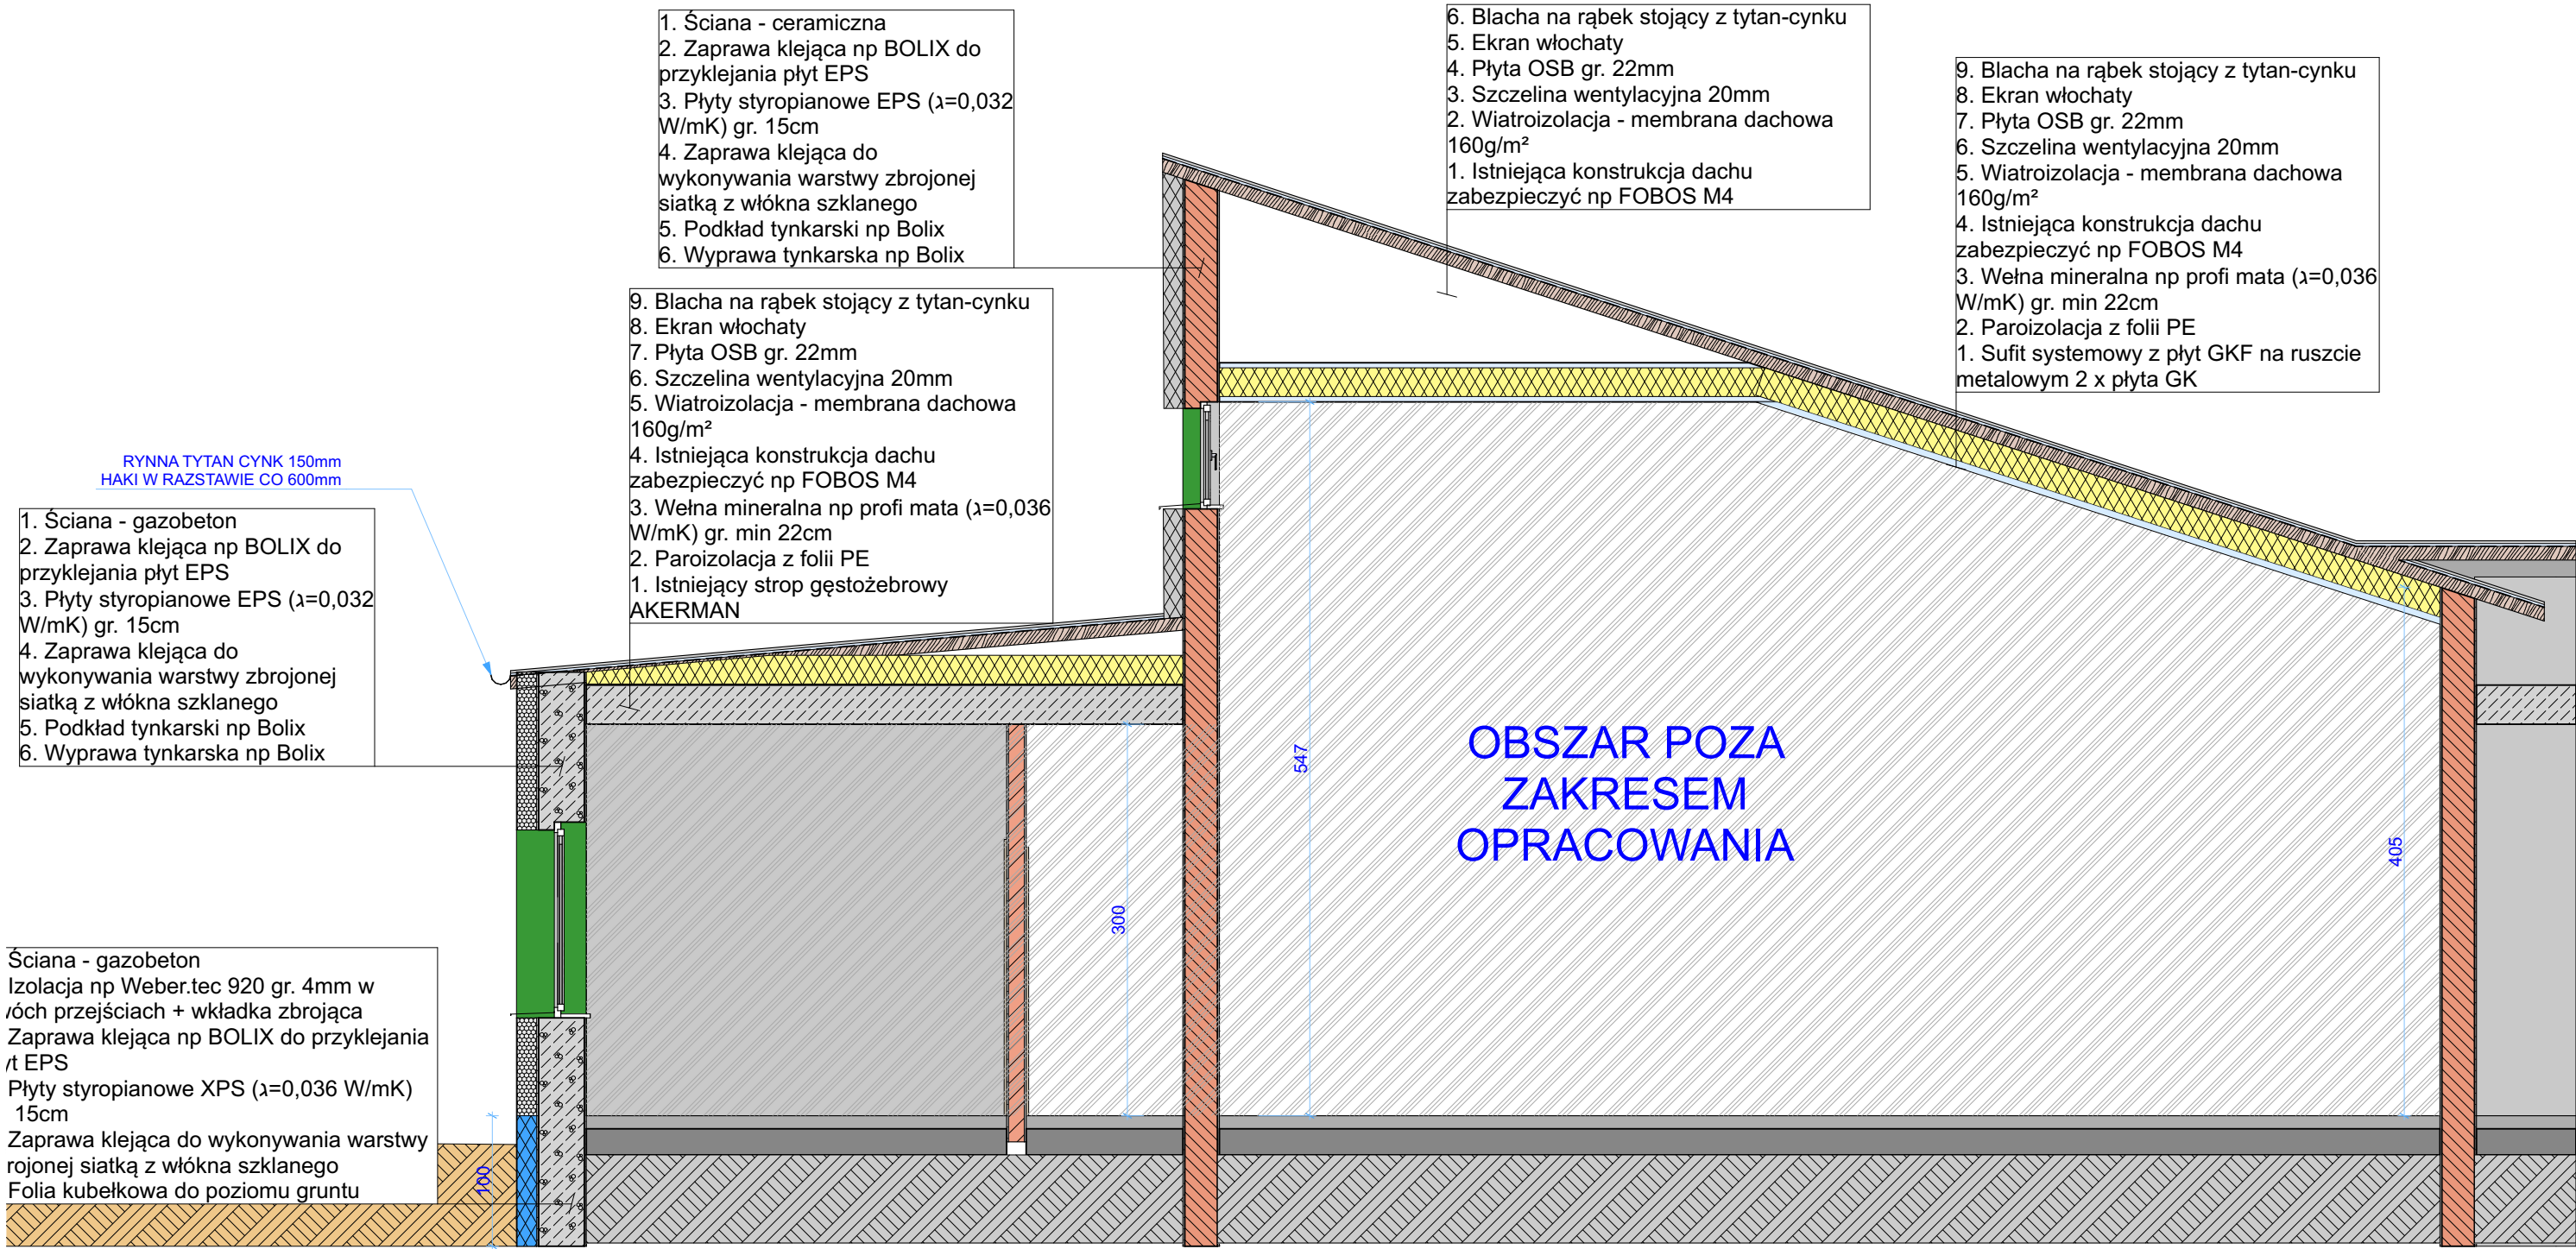 1. Ściana - ceramiczna
2. Zaprawa klejąca np BOLIX do
przyklejania płyt EPS
3. Płyty styropianowe EPS (λ=0,032
W/mK) gr. 15cm
4. Zaprawa klejąca do
wykonywania warstwy zbrojonej
siatką z włókna szklanego
5. Podkład tynkarski np Bolix
6. Wyprawa tynkarska np Bolix
6. Blacha na rąbek stojący z tytan-cynku
5. Ekran włochaty
4. Płyta OSB gr. 22mm
3. Szczelina wentylacyjna 20mm
2. Wiatroizolacja - membrana dachowa
160g/m²
1. Istniejąca konstrukcja dachu
zabezpieczyć np FOBOS M4
9. Blacha na rąbek stojący z tytan-cynku
8. Ekran włochaty
7. Płyta OSB gr. 22mm
6. Szczelina wentylacyjna 20mm
5. Wiatroizolacja - membrana dachowa
160g/m²
4. Istniejąca konstrukcja dachu
zabezpieczyć np FOBOS M4
3. Wełna mineralna np profi mata (λ=0,036
W/mK) gr. min 22cm
2. Paroizolacja z folii PE
1. Sufit systemowy z płyt GKF na ruszcie
metalowym 2 x płyta GK
9. Blacha na rąbek stojący z tytan-cynku
8. Ekran włochaty
7. Płyta OSB gr. 22mm
6. Szczelina wentylacyjna 20mm
5. Wiatroizolacja - membrana dachowa
160g/m²
4. Istniejąca konstrukcja dachu
zabezpieczyć np FOBOS M4
3. Wełna mineralna np profi mata (λ=0,036
W/mK) gr. min 22cm
2. Paroizolacja z folii PE
1. Istniejący strop gęstożebrowy
AKERMAN
RYNNA TYTAN CYNK 150mm
HAKI W RAZSTAWIE CO 600mm
1. Ściana - gazobeton
2. Zaprawa klejąca np BOLIX do
przyklejania płyt EPS
3. Płyty styropianowe EPS (λ=0,032
W/mK) gr. 15cm
4. Zaprawa klejąca do
wykonywania warstwy zbrojonej
siatką z włókna szklanego
5. Podkład tynkarski np Bolix
6. Wyprawa tynkarska np Bolix
OBSZAR POZA
ZAKRESEM
OPRACOWANIA
547
405
300
100
Ściana - gazobeton
Izolacja np Weber.tec 920 gr. 4mm w
vóch przejściach + wkładka zbrojąca
Zaprawa klejąca np BOLIX do przyklejania
yt EPS
Płyty styropianowe XPS (λ=0,036 W/mK)
15cm
Zaprawa klejąca do wykonywania warstwy
rojonej siatką z włókna szklanego
Folia kubełkowa do poziomu gruntu